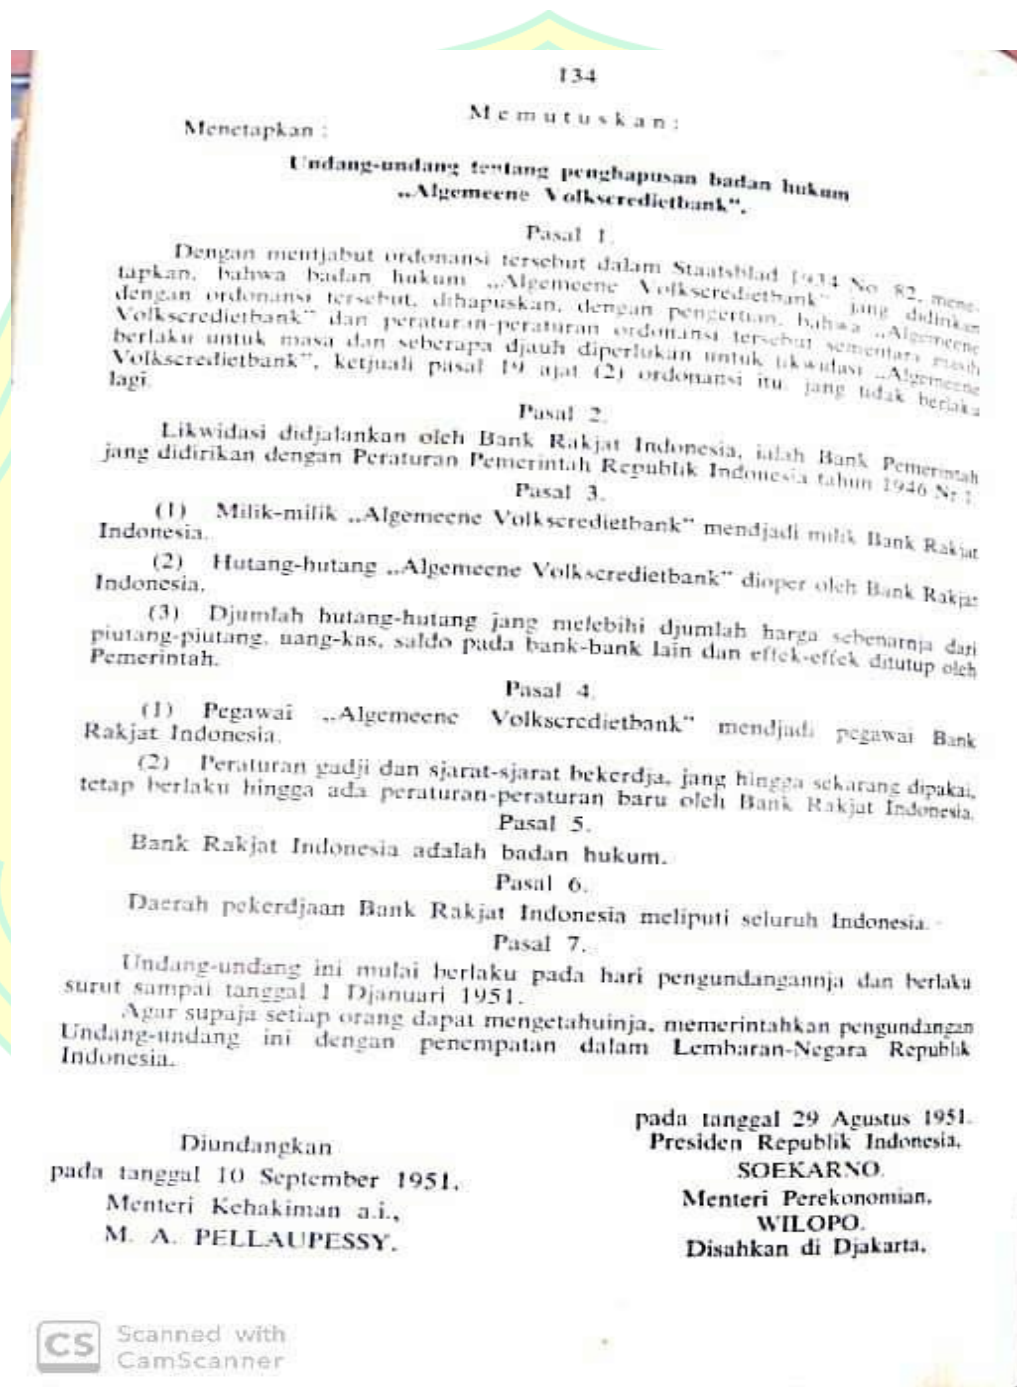 134
Memutuskan:
Menetapkan :
Undang-undang tentang penghapusan badan hukum
„Algemeene Volkscredietbank“.
Pasal 1.
Dengan mentjabut ordonansi tersebut dalam Staatsblad 1934 No. 82, mene-
tapkan, bahwa badan hukum „Algemeene Volkscredietbank“ jang didirikan
dengan ordonansi tersebut, dihapuskan, dengan pengertian, bahwa „Algemeene
Volkscredietbank“ dan peraturan-peraturan ordonansi tersebut sementara masih
berlaku untuk masa dan seberapa djauh diperlukan untuk likwidasi „Algemeene
Volkscredietbank“, ketjuali pasal 19 ajat (2) ordonansi itu, jang tidak berlaku
lagi.
Pasal 2.
Likwidasi didjalankan oleh Bank Rakjat Indonesia, ialah Bank Pemerintah
jang didirikan dengan Peraturan Pemerintah Republik Indonesia tahun 1946 Nr 1.
Pasal 3.
(1) Milik-milik „Algemeene Volkscredietbank“ mendjadi milik Bank Rakjat
Indonesia.
(2) Hutang-hutang „Algemeene Volkscredietbank“ dioper oleh Bank Rakjat
Indonesia.
(3) Djumlah hutang-hutang jang melebihi djumlah harga sebenarnja dari
piutang-piutang, uang-kas, saldo pada bank-bank lain dan effek-effek ditutup oleh
Pemerintah.
Pasal 4.
(1) Pegawai „Algemeene Volkscredietbank“ mendjadi pegawai Bank
Rakjat Indonesia.
(2) Peraturan gadji dan sjarat-sjarat bekerdja, jang hingga sekarang dipakai,
tetap berlaku hingga ada peraturan-peraturan baru oleh Bank Rakjat Indonesia.
Pasal 5.
Bank Rakjat Indonesia adalah badan hukum.
Pasal 6.
Daerah pekerdjaan Bank Rakjat Indonesia meliputi seluruh Indonesia.
Pasal 7.
Undang-undang ini mulai berlaku pada hari pengundangannja dan berlaku
surut sampai tanggal 1 Djanuari 1951.
Agar supaja setiap orang dapat mengetahuinja, memerintahkan pengundangan
Undang-undang ini dengan penempatan dalam Lembaran-Negara Republik
Indonesia.
pada tanggal 29 Agustus 1951.
Presiden Republik Indonesia,
SOEKARNO.
Menteri Perekonomian,
WILOPO.
Disahkan di Djakarta,
Diundangkan
pada tanggal 10 September 1951.
Menteri Kehakiman a.i.,
M. A. PELLAUPESSY.
CS Scanned with
CamScanner